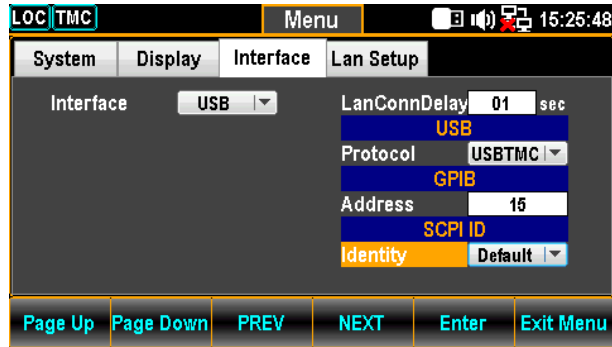 LOC TMC Menu 15:25:48
System Display Interface Lan Setup
Interface USB LanConnDelay 01 sec
USB
Protocol USBTMC
GPIB
Address 15
SCPI ID
Identity Default
Page Up Page Down PREV NEXT Enter Exit Menu